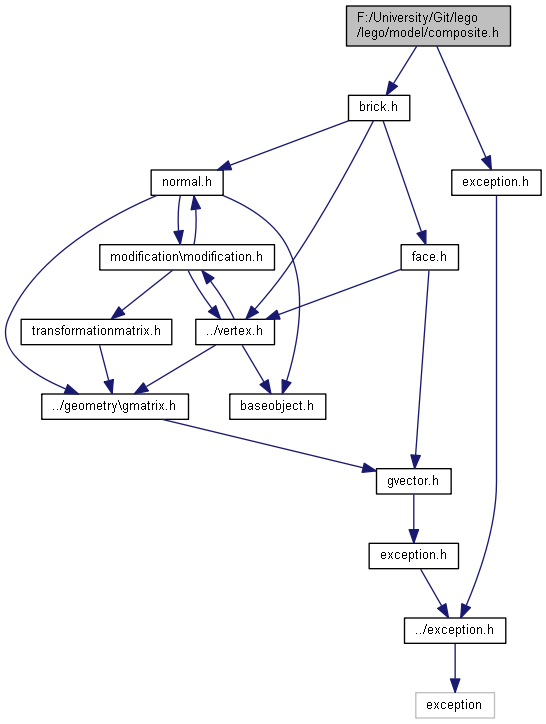 F:/University/Git/lego
/lego/model/composite.h
brick.h
normal.h
exception.h
modification\modification.h
face.h
transformationmatrix.h
../vertex.h
../geometry\gmatrix.h
baseobject.h
gvector.h
exception.h
../exception.h
exception